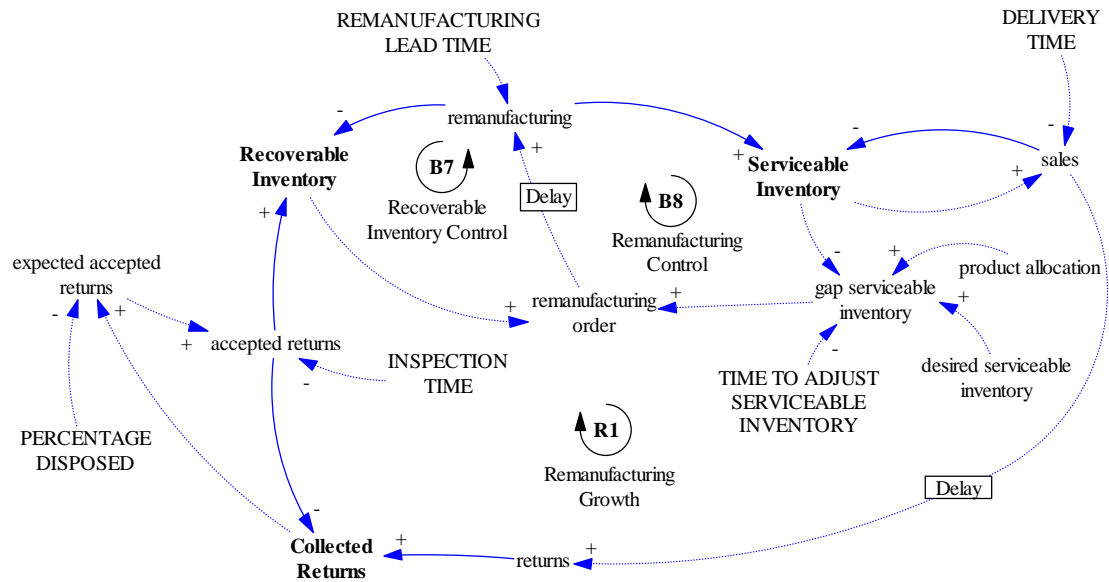 REMANUFACTURING
LEAD TIME
DELIVERY
TIME
-
remanufacturing
+
-
-
+
sales
+
Recoverable
Inventory
B7
Delay
Recoverable
Inventory Control
B8
Remanufacturing
Control
+
Serviceable
Inventory
+
expected accepted
returns
-
+
+
accepted returns
-
INSPECTION
TIME
+
remanufacturing
order
+
-
+
product allocation
gap serviceable
inventory
+
-
desired serviceable
inventory
TIME TO ADJUST
SERVICEABLE
INVENTORY
PERCENTAGE
DISPOSED
R1
Remanufacturing
Growth
Delay
-
Collected
Returns
+
returns
+